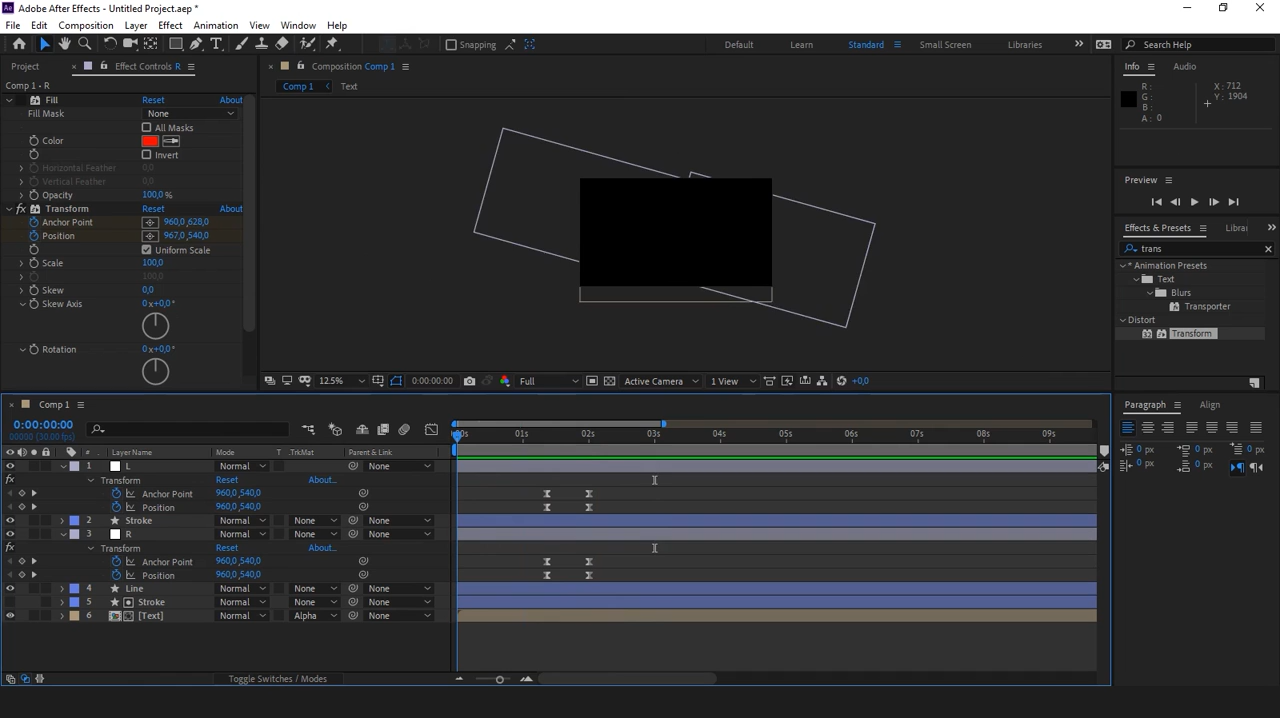 Adobe After Effects - Untitled Project.aep *
File Edit Composition Layer Effect Animation View Window Help
Snapping Default Learn Standard Small Screen Libraries Search Help
Project Effect Controls R
Comp 1 - R
Fill Reset About
Fill Mask None
All Masks
Color
Invert
Horizontal Feather 0,0
Vertical Feather 0,0
Opacity 100,0 %
Transform Reset About
Anchor Point 960,0 ,628,0
Position 967,0 ,540,0
Uniform Scale
Scale 100,0
100,0
Skew 0,0
Skew Axis 0 x+0,0°
Rotation 0 x+0,0°
Composition Comp 1
Comp 1 Text
12.5% 0:00:00:00 Full Active Camera 1 View +0,0
Info Audio
R : X : 712
G : Y : 1904
B :
A : 0
Preview
Effects & Presets Librar
trans
* Animation Presets
Text
Blurs
Transporter
Distort
32 Transform
Comp 1
0:00:00:00
00000 (30.00 fps)
:00s 01s 02s 03s 04s 05s 06s 07s 08s 09s
# Layer Name Mode T .TrkMat Parent & Link
1 L Normal None
fx Transform Reset About...
Anchor Point 960,0 ,540,0
Position 960,0 ,540,0
2 Stroke Normal None None
3 R Normal None None
fx Transform Reset About...
Anchor Point 960,0 ,540,0
Position 960,0 ,540,0
4 Line Normal None None
5 Stroke Normal None None
6 [Text] Normal Alpha None
Toggle Switches / Modes
Paragraph Align
0 px 0 px 0 px
0 px 0 px